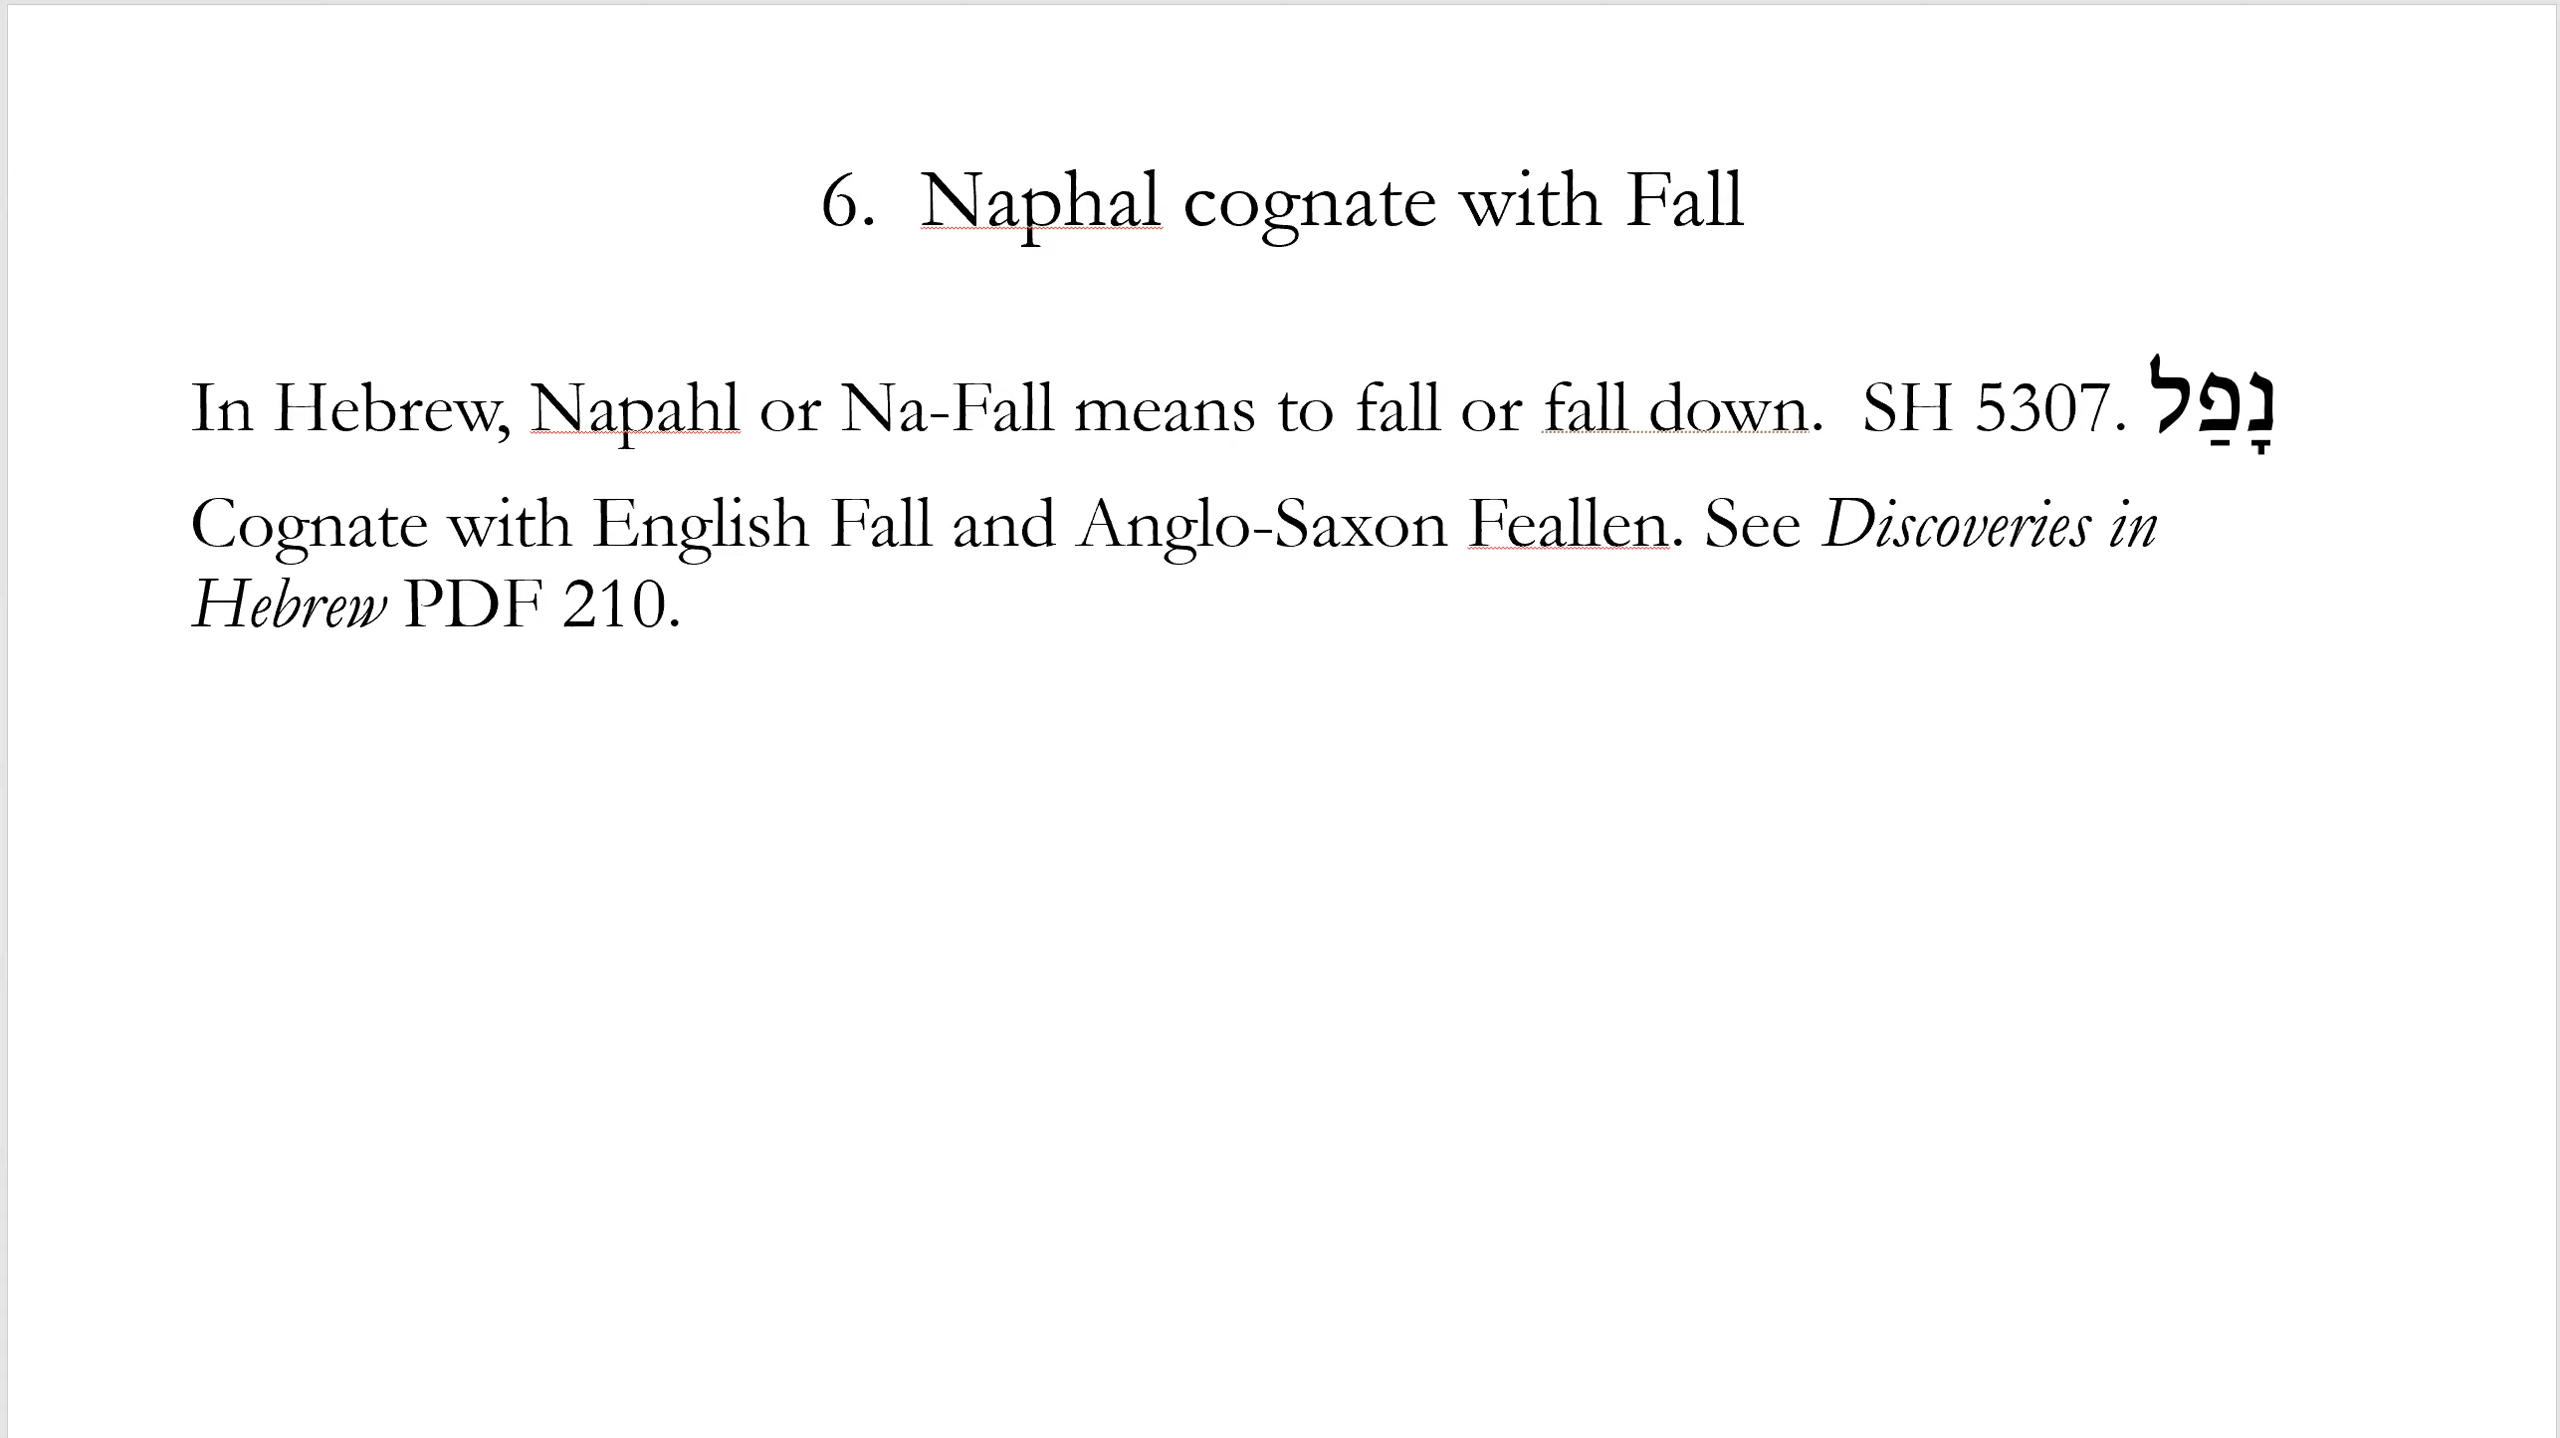 6. Naphal cognate with Fall
In Hebrew, Napahl or Na-Fall means to fall or fall down. SH 5307. נָפַל
Cognate with English Fall and Anglo-Saxon Feallen. See Discoveries in
Hebrew PDF 210.